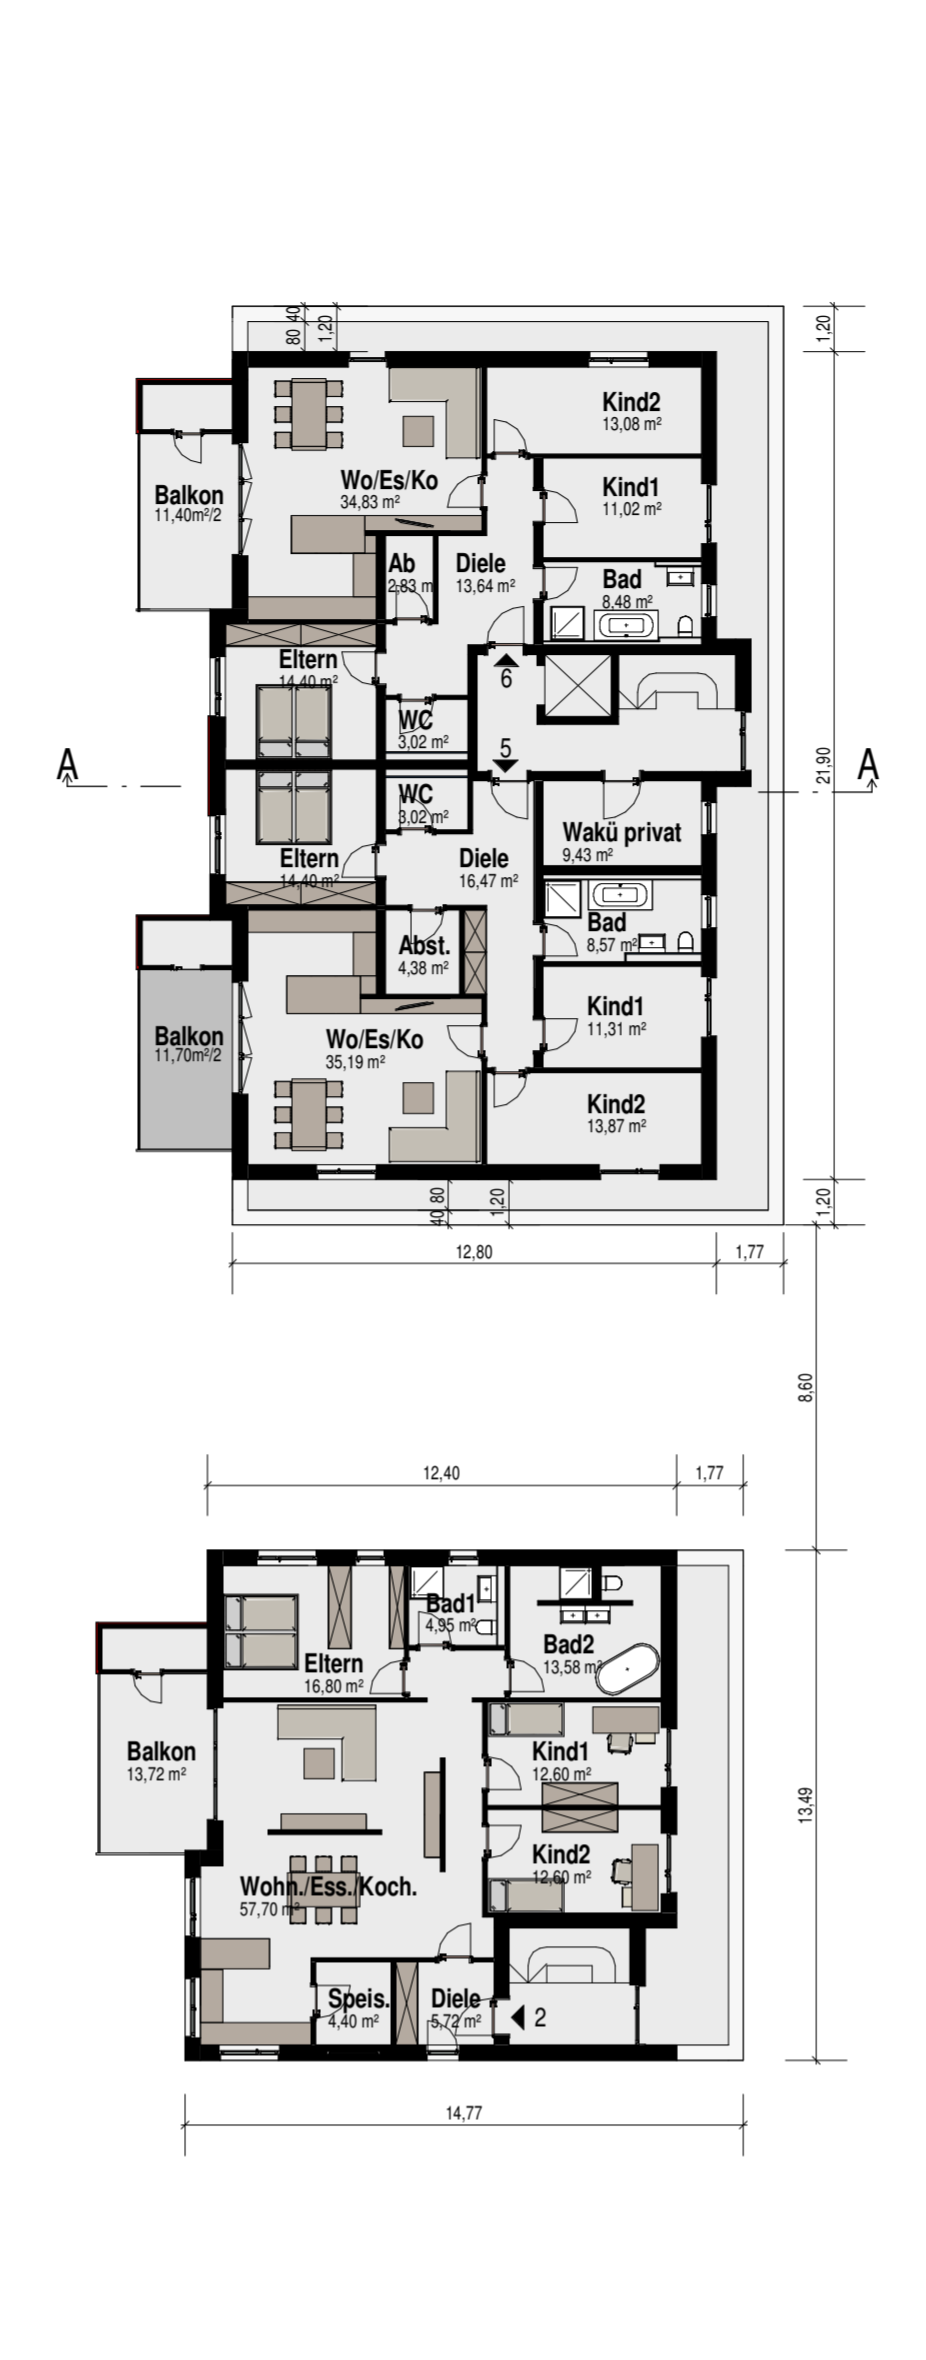 40
80
1,20
1,20
Kind2
13,08 m²
Wo/Es/Ko
34,83 m²
Kind1
11,02 m²
Balkon
11,40m²/2
Ab
2,83 m
Diele
13,64 m²
Bad
8,48 m²
Eltern
14,40 m²
6
WC
3,02 m²
5
A
A
21,90
WC
3,02 m²
Wakü privat
9,43 m²
Eltern
14,40 m²
Diele
16,47 m²
Bad
8,57 m²
Abst.
4,38 m²
Kind1
11,31 m²
Balkon
11,70m²/2
Wo/Es/Ko
35,19 m²
Kind2
13,87 m²
80
40
1,20
1,20
12,80
1,77
8,60
12,40
1,77
Bad1
4,95 m²
Bad2
13,58 m²
Eltern
16,80 m²
Balkon
13,72 m²
Kind1
12,60 m²
13,49
Kind2
12,60 m²
Wohn./Ess./Koch.
57,70 m²
Speis.
4,40 m²
Diele
5,72 m²
2
14,77